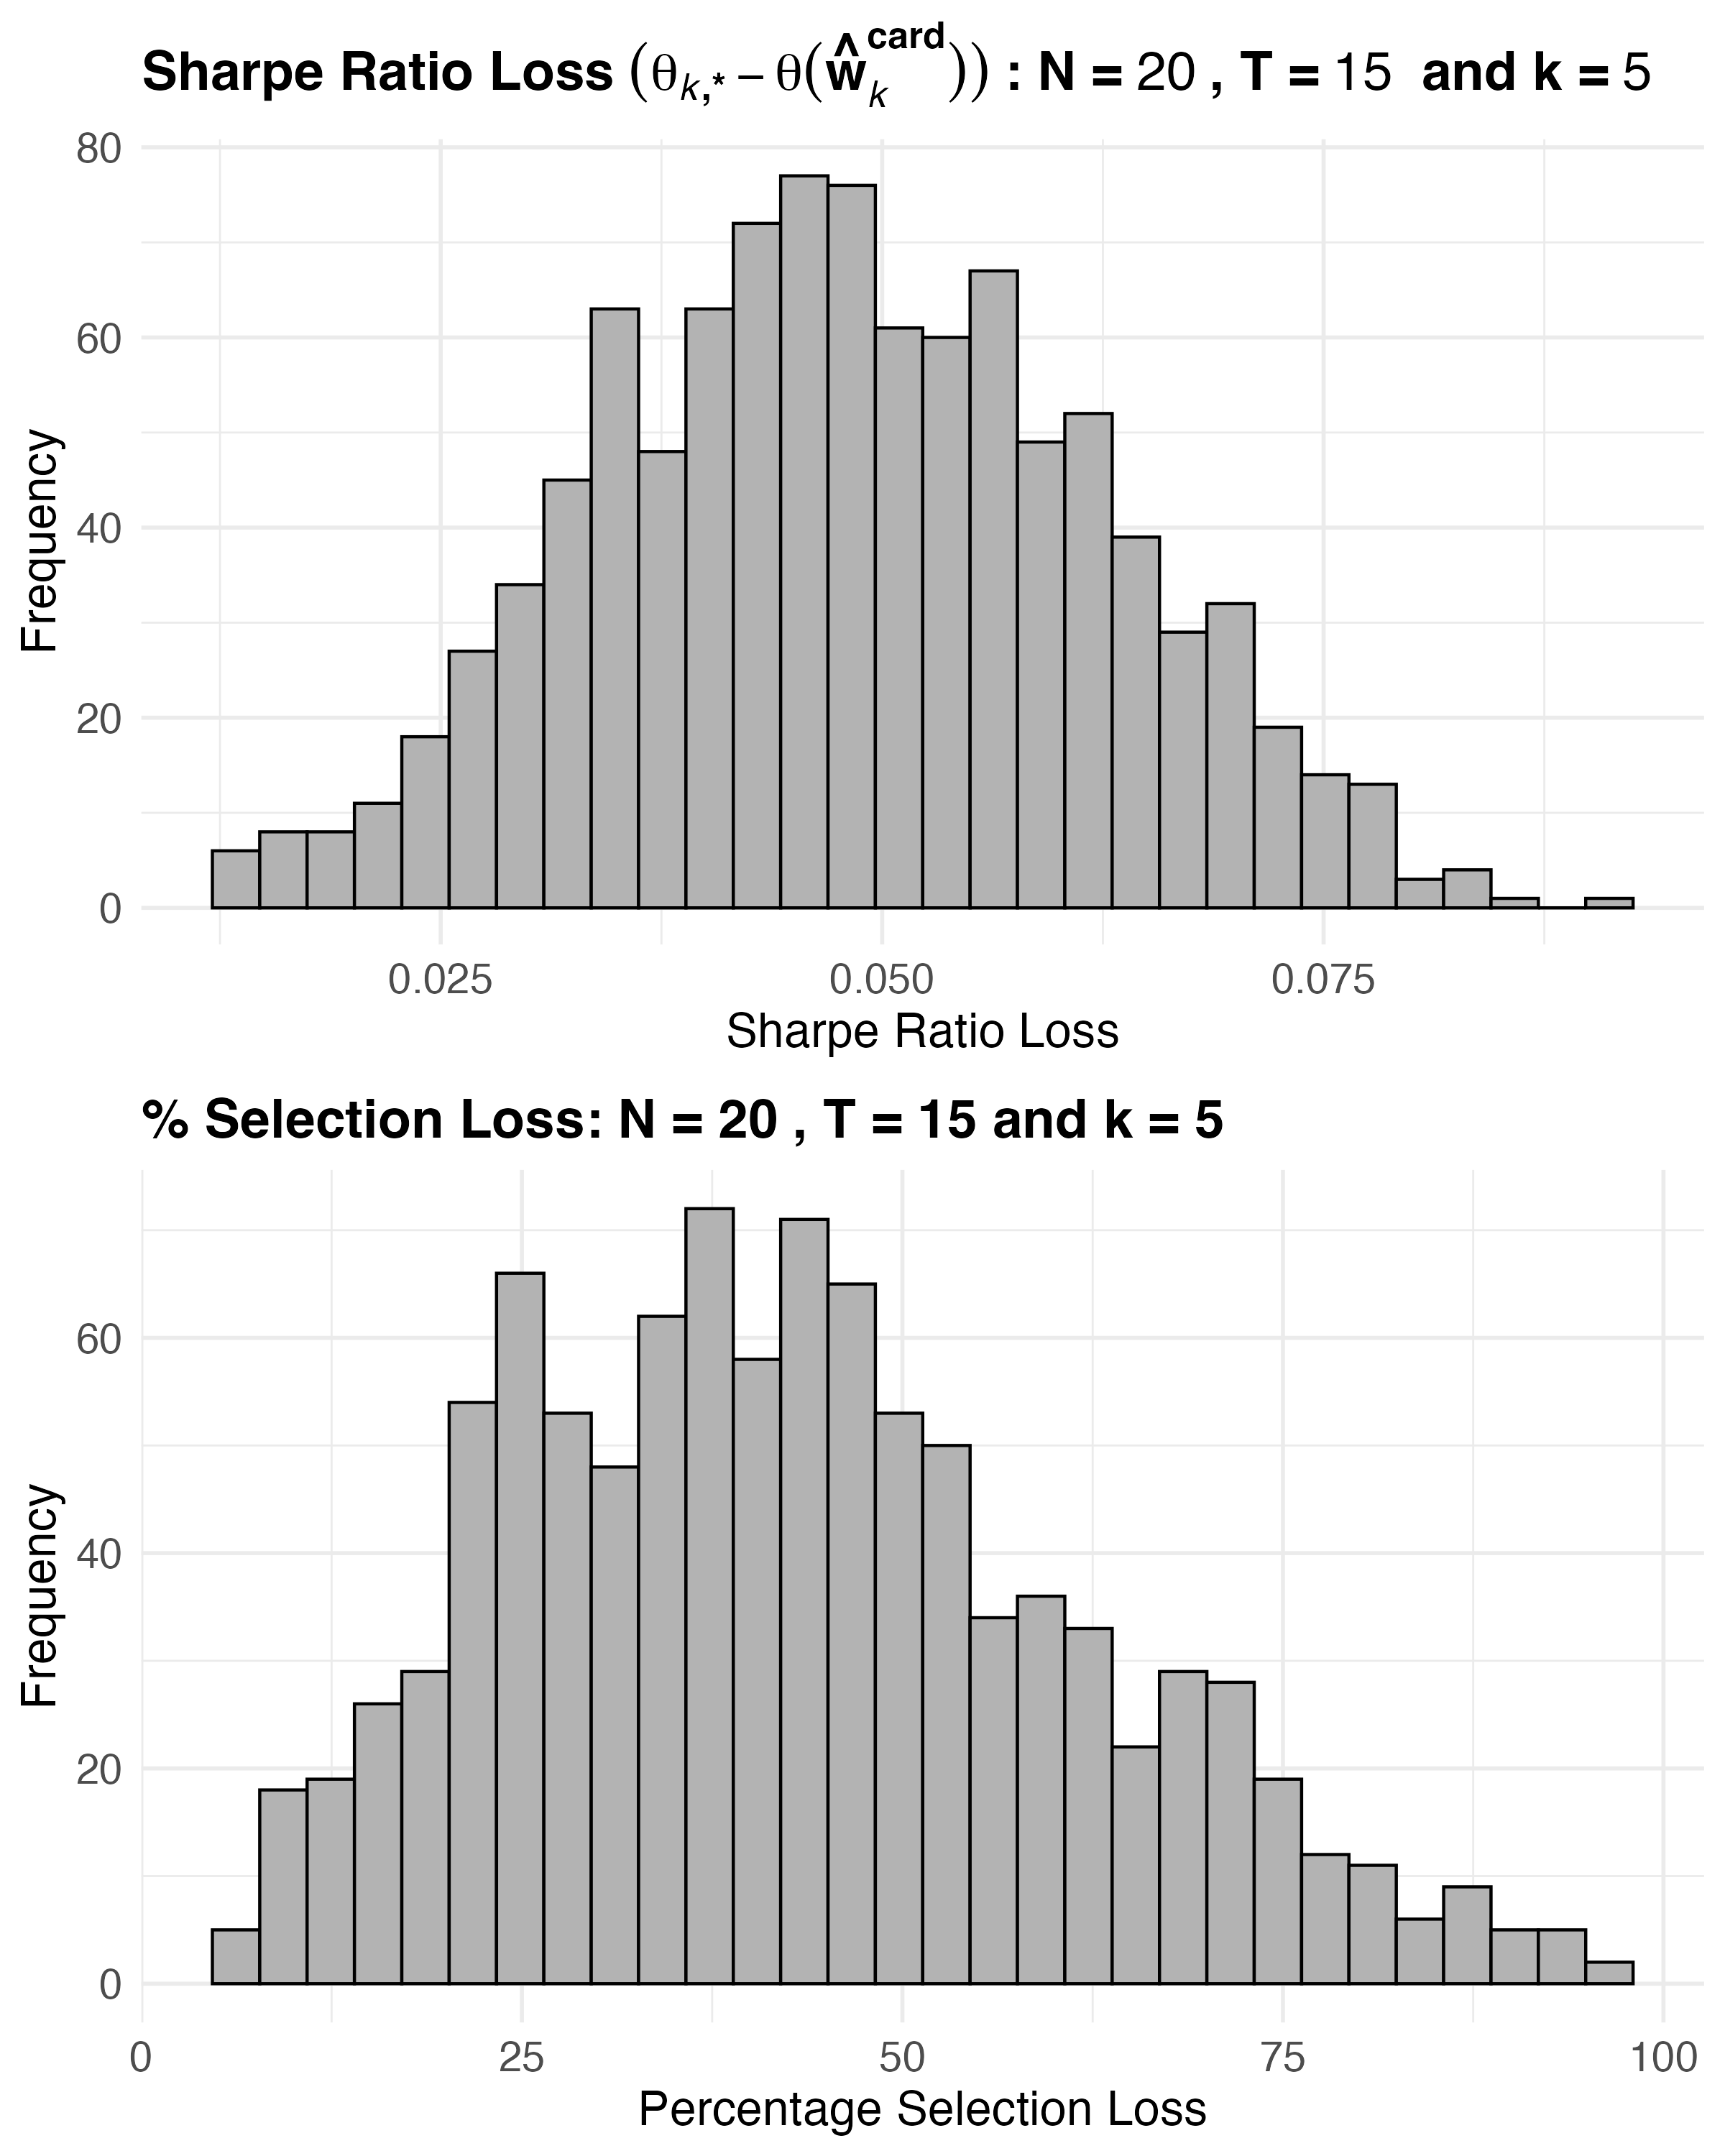 Sharpe Ratio Loss (θk,* − θ(ŵk^card)) : N = 20 , T = 15 and k = 5
80
60
40
20
0
Frequency
0.025 0.050 0.075
Sharpe Ratio Loss
% Selection Loss: N = 20 , T = 15 and k = 5
60
40
20
0
Frequency
0 25 50 75 100
Percentage Selection Loss